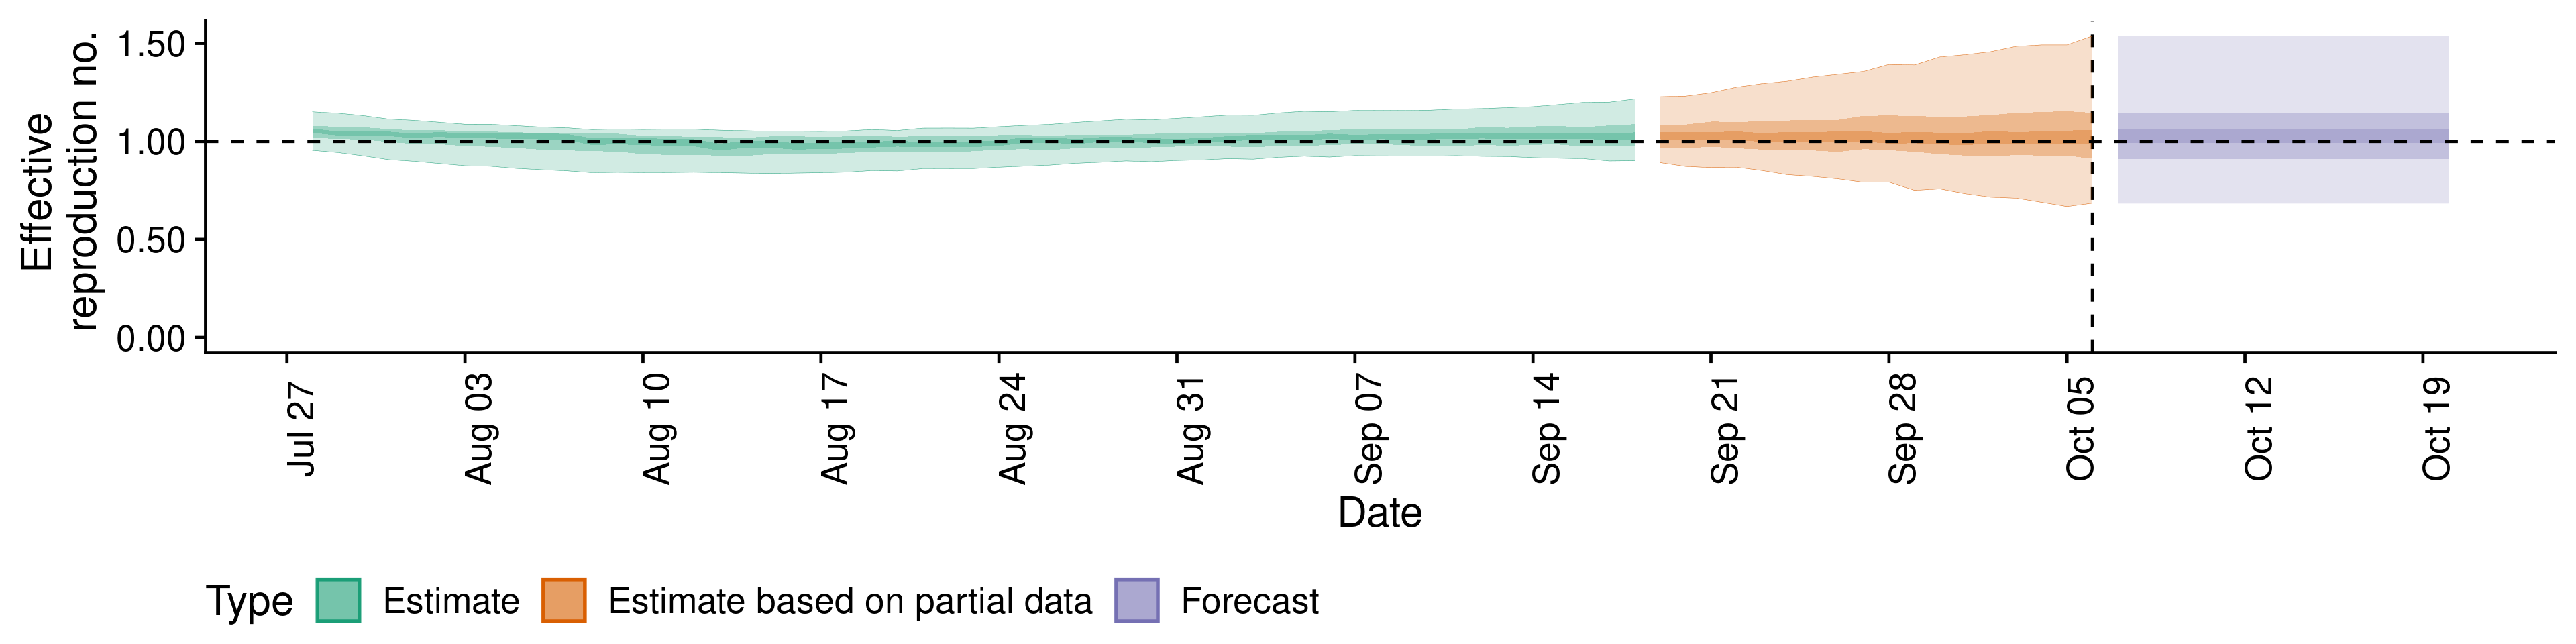 Effective
reproduction no.
1.50
1.00
0.50
0.00
Jul 27
Aug 03
Aug 10
Aug 17
Aug 24
Aug 31
Sep 07
Sep 14
Sep 21
Sep 28
Oct 05
Oct 12
Oct 19
Date
Type Estimate Estimate based on partial data Forecast